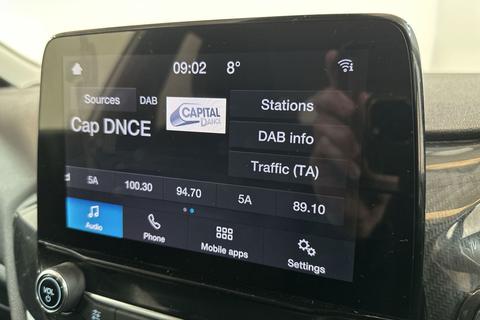 09:02 8°
Sources DAB CAPITAL DANCE Stations
Cap DNCE DAB info
Traffic (TA)
5A 100.30 94.70 5A 89.10
Audio Phone Mobile apps Settings
VOL